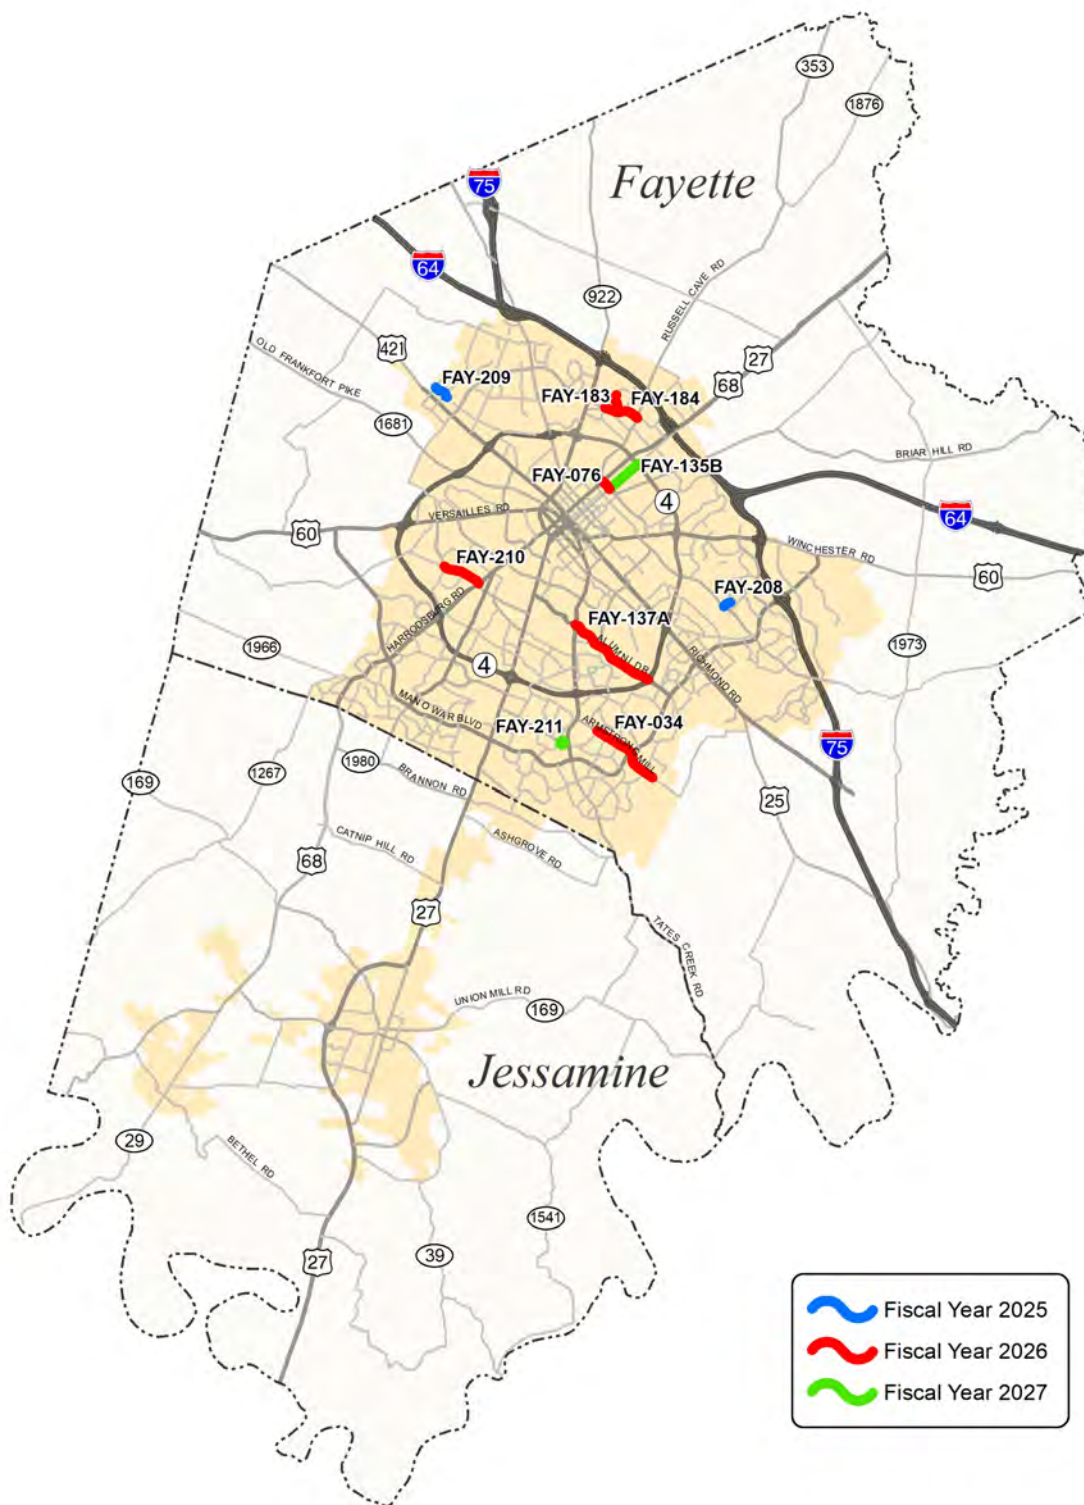 353
1876
75
Fayette
64
922
RUSSELL CAVE RD
27
421
68
OLD FRANKFORT PIKE
FAY-209
FAY-183
FAY-184
1681
BRIAR HILL RD
FAY-076
FAY-135B
4
VERSAILLES RD
60
64
WINCHESTER RD
60
FAY-210
FAY-208
HARRODSBURG RD
FAY-137A
ALUMNI DR
1966
4
RICHMOND RD
1973
MAN O WAR BLVD
FAY-211
FAY-034
ARMSTRONG MILL
75
169
1267
1980
BRANNON RD
25
CATNIP HILL RD
ASHGROVE RD
68
27
TATES CREEK RD
UNION MILL RD
169
Jessamine
29
BETHEL RD
1541
39
27
Fiscal Year 2025
Fiscal Year 2026
Fiscal Year 2027